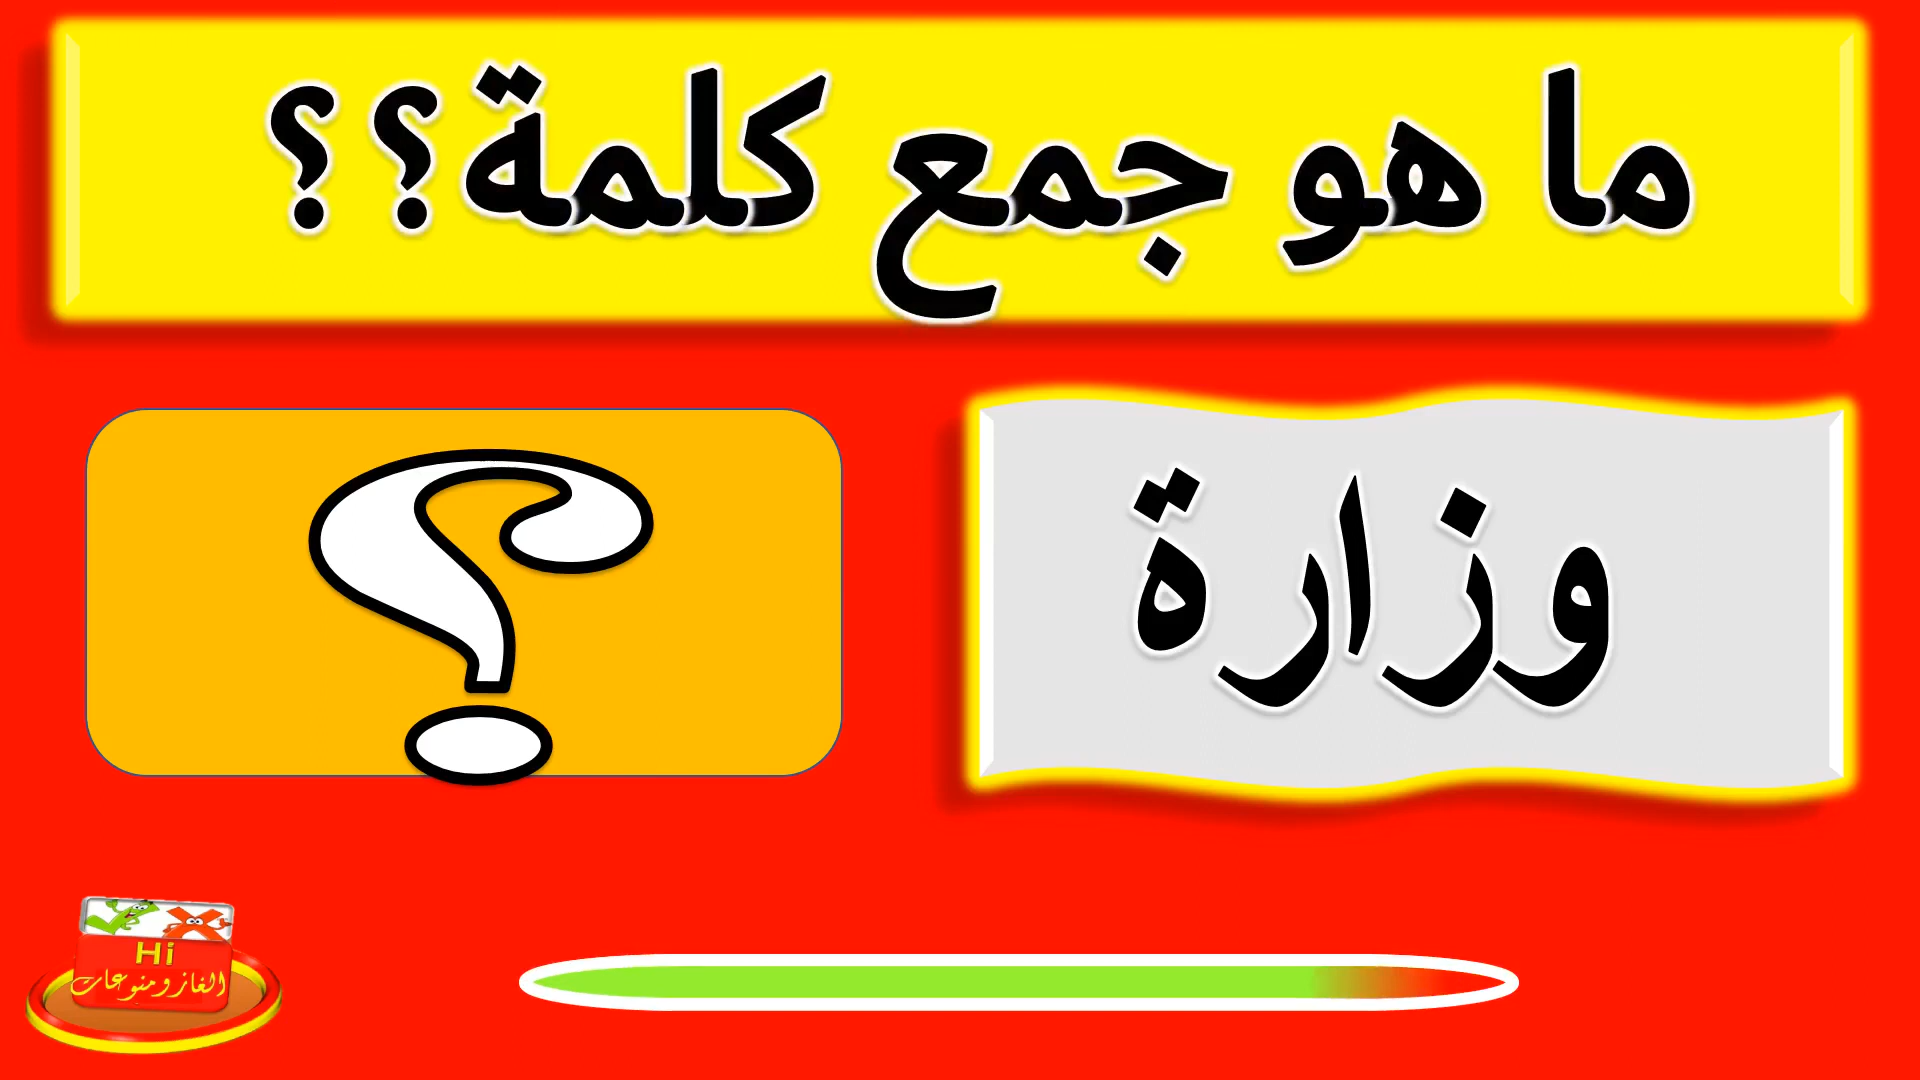 ما هو جمع كلمة؟؟
وزارة
؟
Hi
الغاز ومنوعات